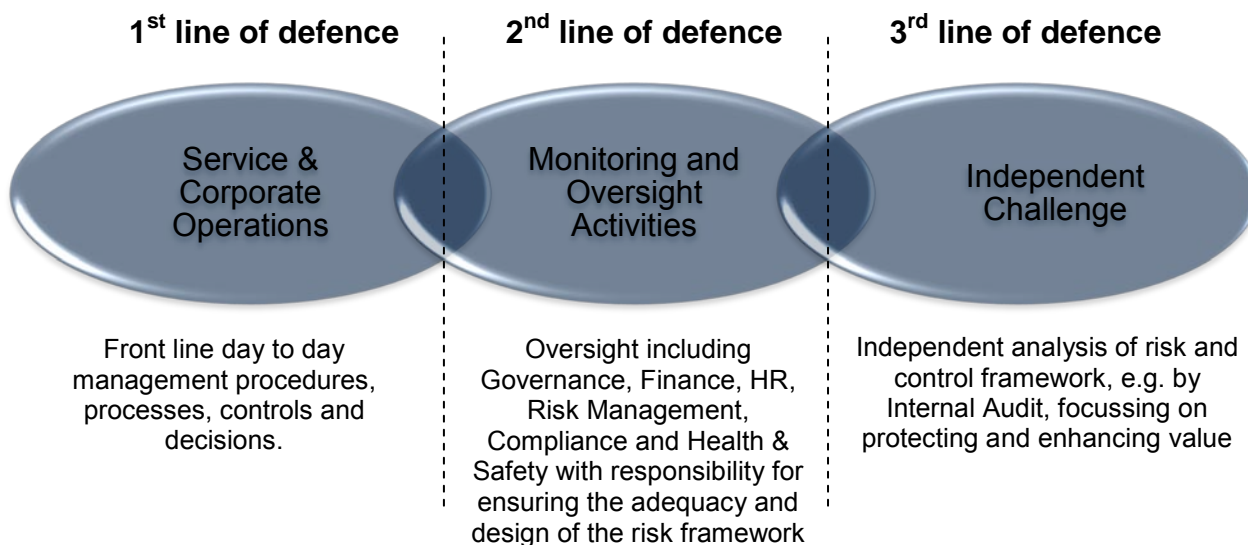 1st line of defence
2nd line of defence
3rd line of defence
Service &
Corporate
Operations
Monitoring and
Oversight
Activities
Independent
Challenge
Front line day to day
management procedures,
processes, controls and
decisions.
Oversight including
Governance, Finance, HR,
Risk Management,
Compliance and Health &
Safety with responsibility for
ensuring the adequacy and
design of the risk framework
Independent analysis of risk and
control framework, e.g. by
Internal Audit, focussing on
protecting and enhancing value